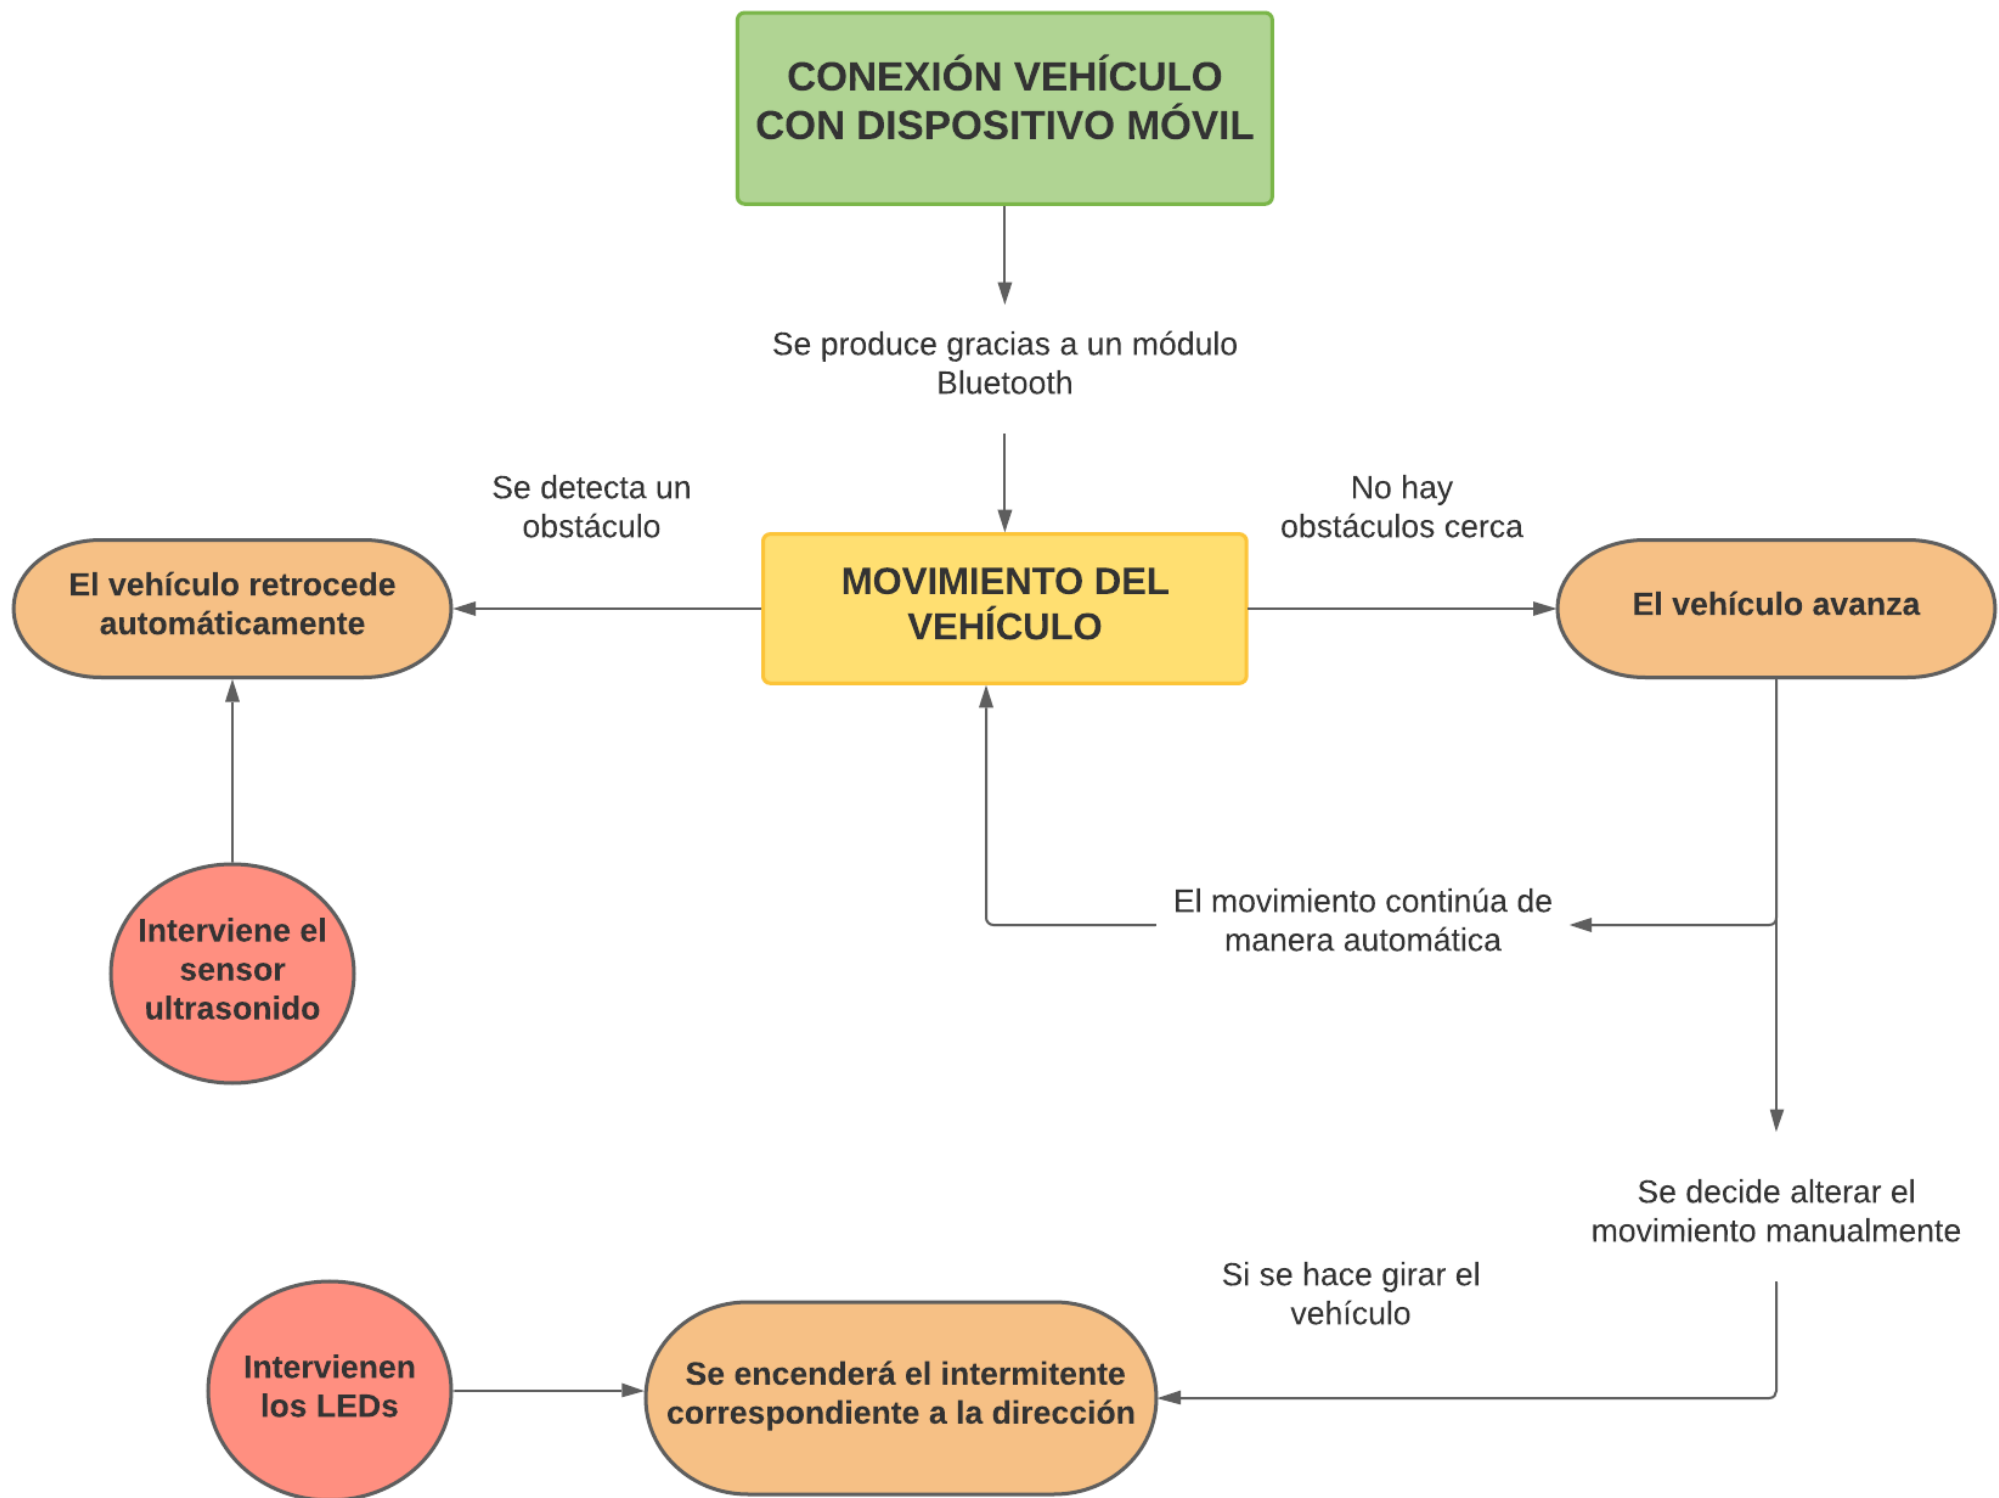 CONEXIÓN VEHÍCULO
CON DISPOSITIVO MÓVIL
Se produce gracias a un módulo
Bluetooth
Se detecta un
obstáculo
No hay
obstáculos cerca
El vehículo retrocede
automáticamente
MOVIMIENTO DEL
VEHÍCULO
El vehículo avanza
Interviene el
sensor
ultrasonido
El movimiento continúa de
manera automática
Se decide alterar el
movimiento manualmente
Si se hace girar el
vehículo
Intervienen
los LEDs
Se encenderá el intermitente
correspondiente a la dirección